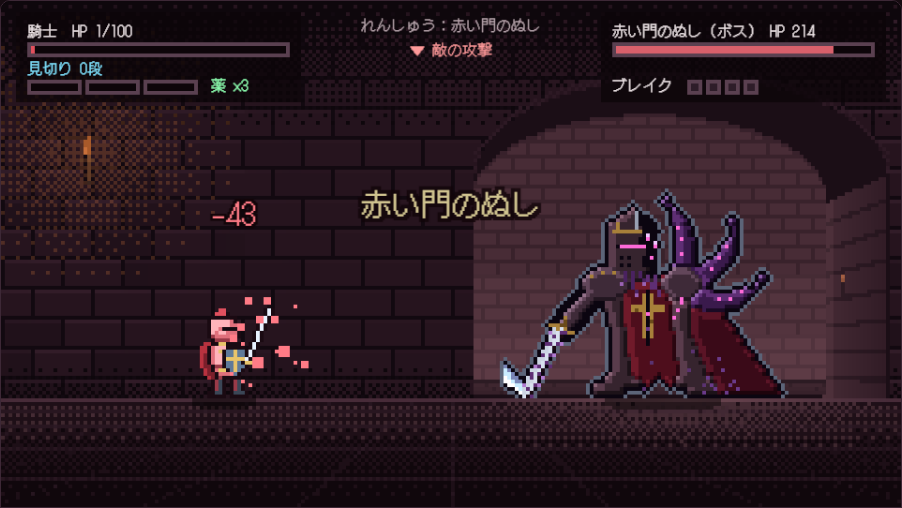 騎士 HP 1/100
見切り 0段
薬 x3
れんしゅう：赤い門のぬし
▼ 敵の攻撃
赤い門のぬし（ボス） HP 214
ブレイク
-43
赤い門のぬし